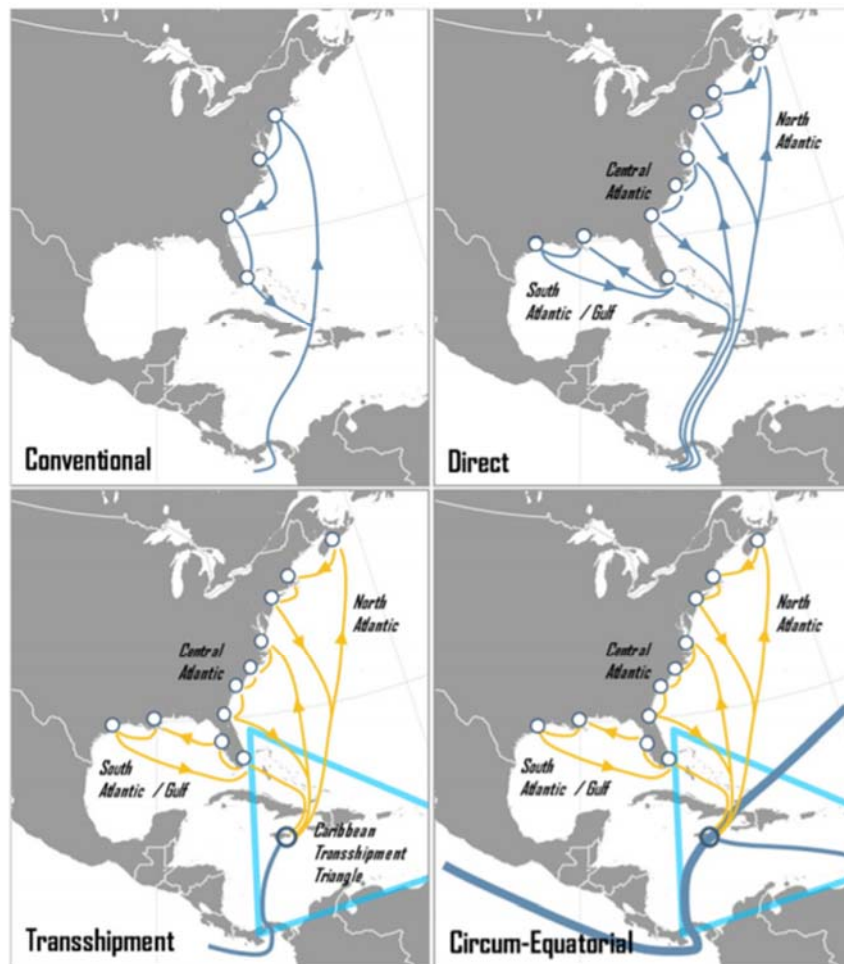 North
Atlantic
Central
Atlantic
South
Atlantic / Gulf
Conventional
Direct
North
Atlantic
Central
Atlantic
South
Atlantic / Gulf
Caribbean
Transshipment
Triangle
Transshipment
North
Atlantic
Central
Atlantic
South
Atlantic / Gulf
Circum-Equatorial